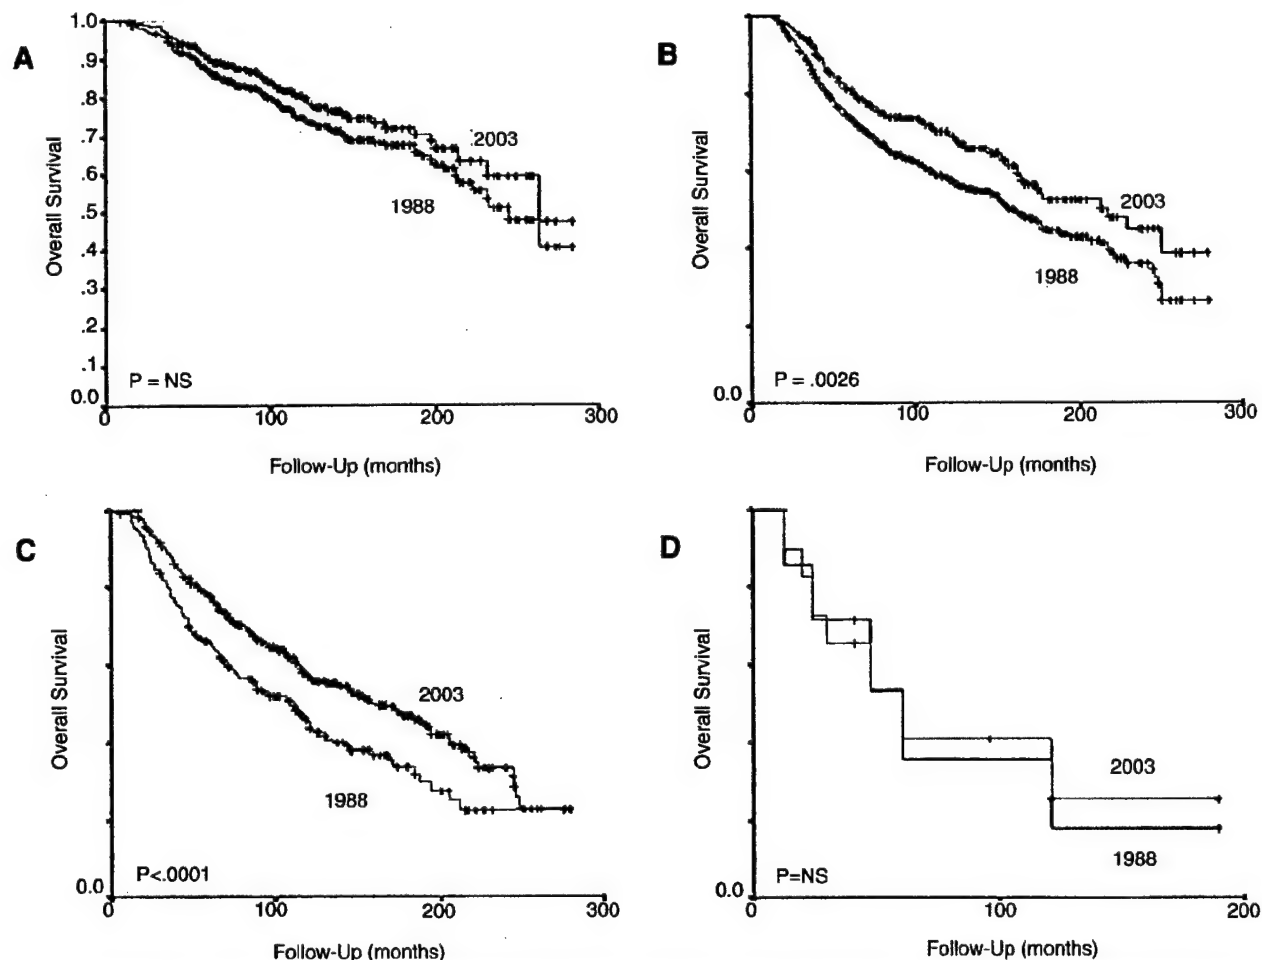 A
Overall Survival
1.0
.9
.8
.7
.6
.5
.4
.3
.2
.1
0.0
2003
1988
P = NS
0 100 200 300
Follow-Up (months)
B
Overall Survival
0.0
2003
1988
P = .0026
0 100 200 300
Follow-Up (months)
C
Overall Survival
0.0
2003
1988
P<.0001
0 100 200 300
Follow-Up (months)
D
Overall Survival
0.0
2003
1988
P=NS
0 100 200
Follow-Up (months)